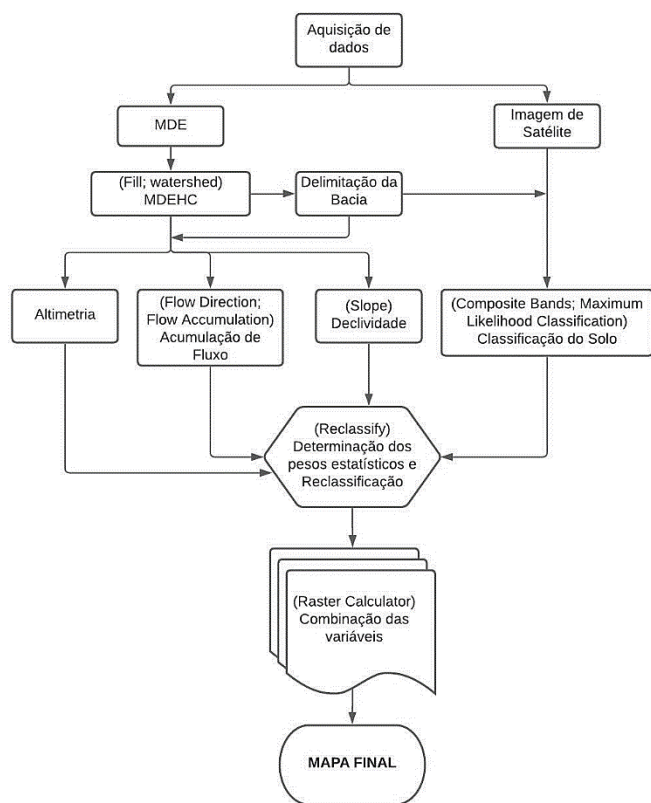 Aquisição de
dados
MDE
Imagem de
Satélite
(Fill; watershed)
MDEHC
Delimitação da
Bacia
Altimetria
(Flow Direction;
Flow Accumulation)
Acumulação de
Fluxo
(Slope)
Declividade
(Composite Bands; Maximum
Likelihood Classification)
Classificação do Solo
(Reclassify)
Determinação dos
pesos estatísticos e
Reclassificação
(Raster Calculator)
Combinação das
variáveis
MAPA FINAL